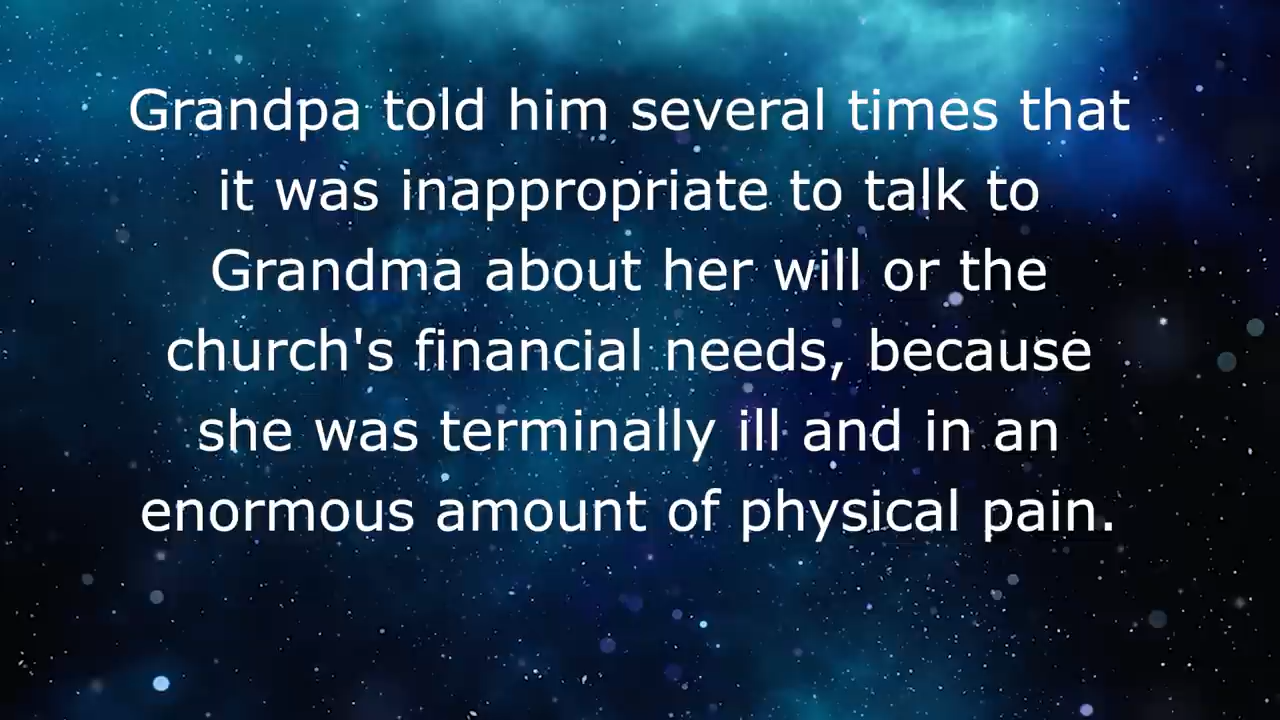 Grandpa told him several times that
it was inappropriate to talk to
Grandma about her will or the
church's financial needs, because
she was terminally ill and in an
enormous amount of physical pain.